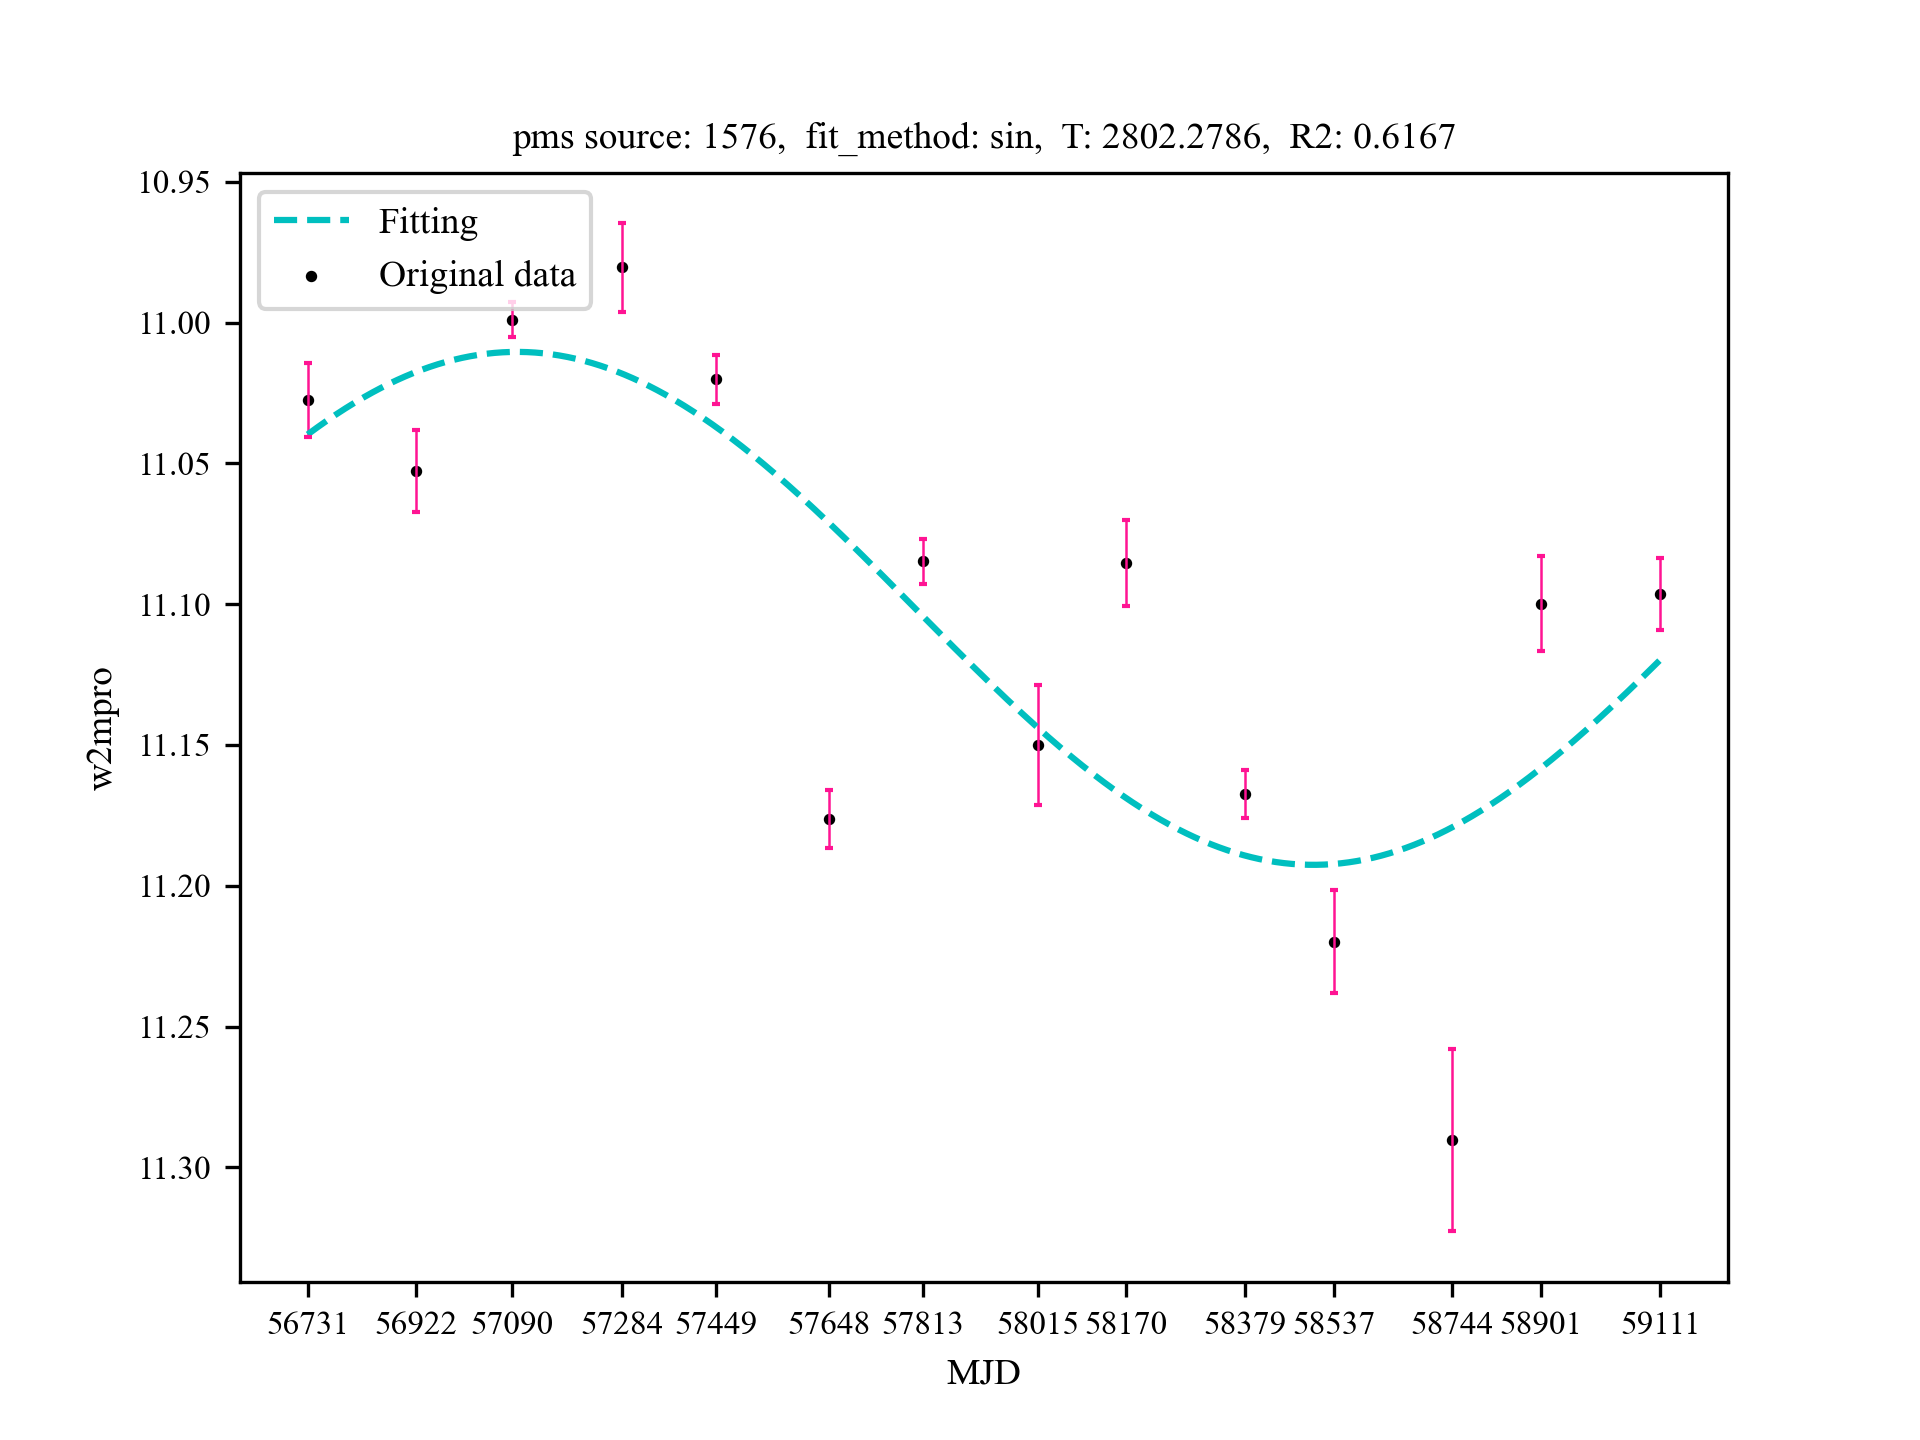 pms source: 1576, fit_method: sin, T: 2802.2786, R2: 0.6167
Fitting
Original data
10.95
11.00
11.05
11.10
11.15
11.20
11.25
11.30
w2mpro
56731 56922 57090 57284 57449 57648 57813 58015 58170 58379 58537 58744 58901 59111
MJD